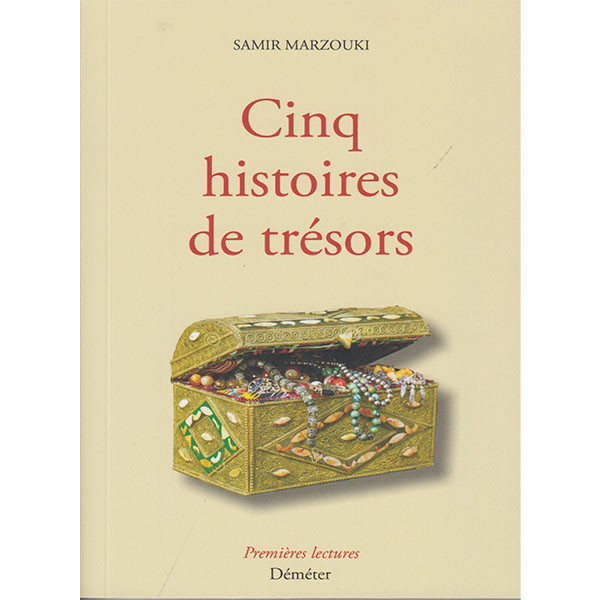 SAMIR MARZOUKI
Cinq
histoires
de trésors
Premières lectures
Déméter